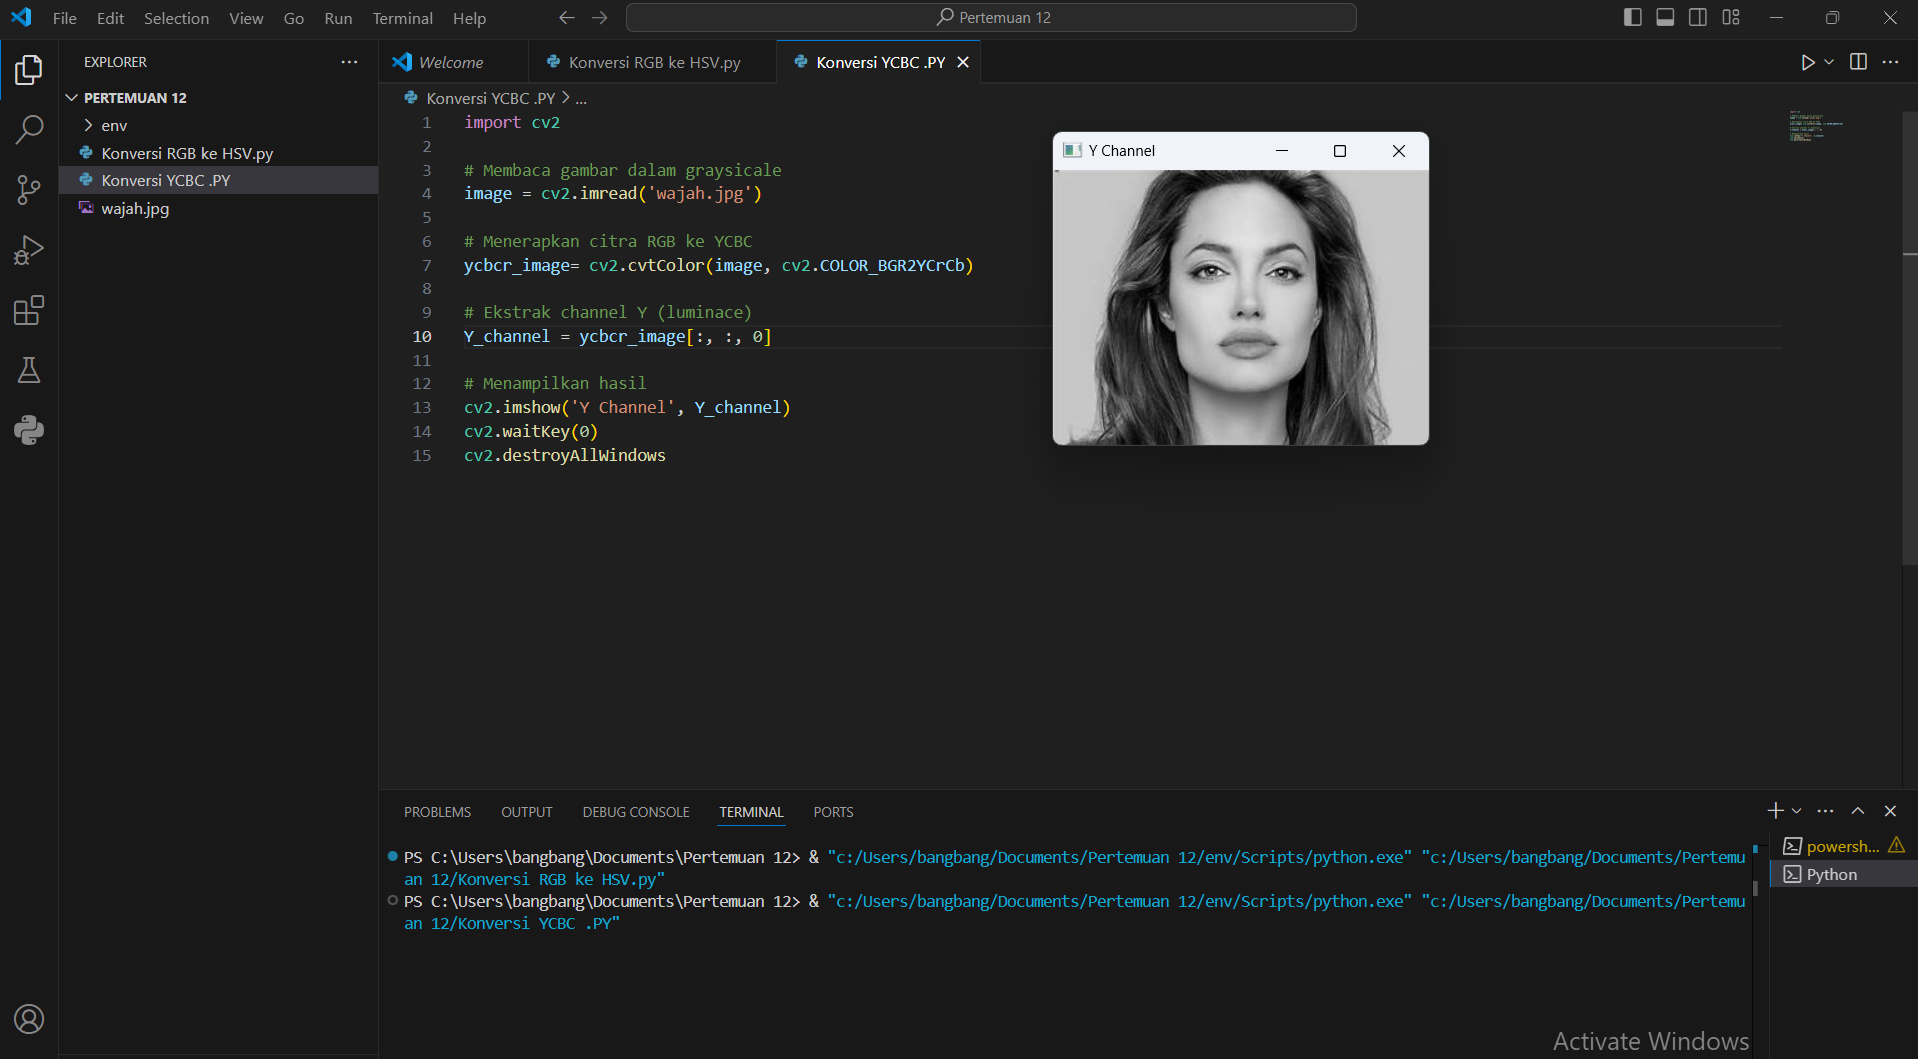 File Edit Selection View Go Run Terminal Help
Pertemuan 12
EXPLORER
PERTEMUAN 12
env
Konversi RGB ke HSV.py
Konversi YCBC .PY
wajah.jpg
Welcome
Konversi RGB ke HSV.py
Konversi YCBC .PY
Konversi YCBC .PY > ...
1 import cv2
2
3 # Membaca gambar dalam graysicale
4 image = cv2.imread('wajah.jpg')
5
6 # Menerapkan citra RGB ke YCBC
7 ycbcr_image= cv2.cvtColor(image, cv2.COLOR_BGR2YCrCb)
8
9 # Ekstrak channel Y (luminace)
10 Y_channel = ycbcr_image[:, :, 0]
11
12 # Menampilkan hasil
13 cv2.imshow('Y Channel', Y_channel)
14 cv2.waitKey(0)
15 cv2.destroyAllWindows
Y Channel
PROBLEMS OUTPUT DEBUG CONSOLE TERMINAL PORTS
PS C:\Users\bangbang\Documents\Pertemuan 12> & "c:/Users/bangbang/Documents/Pertemuan 12/env/Scripts/python.exe" "c:/Users/bangbang/Documents/Pertemu
an 12/Konversi RGB ke HSV.py"
PS C:\Users\bangbang\Documents\Pertemuan 12> & "c:/Users/bangbang/Documents/Pertemuan 12/env/Scripts/python.exe" "c:/Users/bangbang/Documents/Pertemu
an 12/Konversi YCBC .PY"
powersh...
Python
Activate Windows